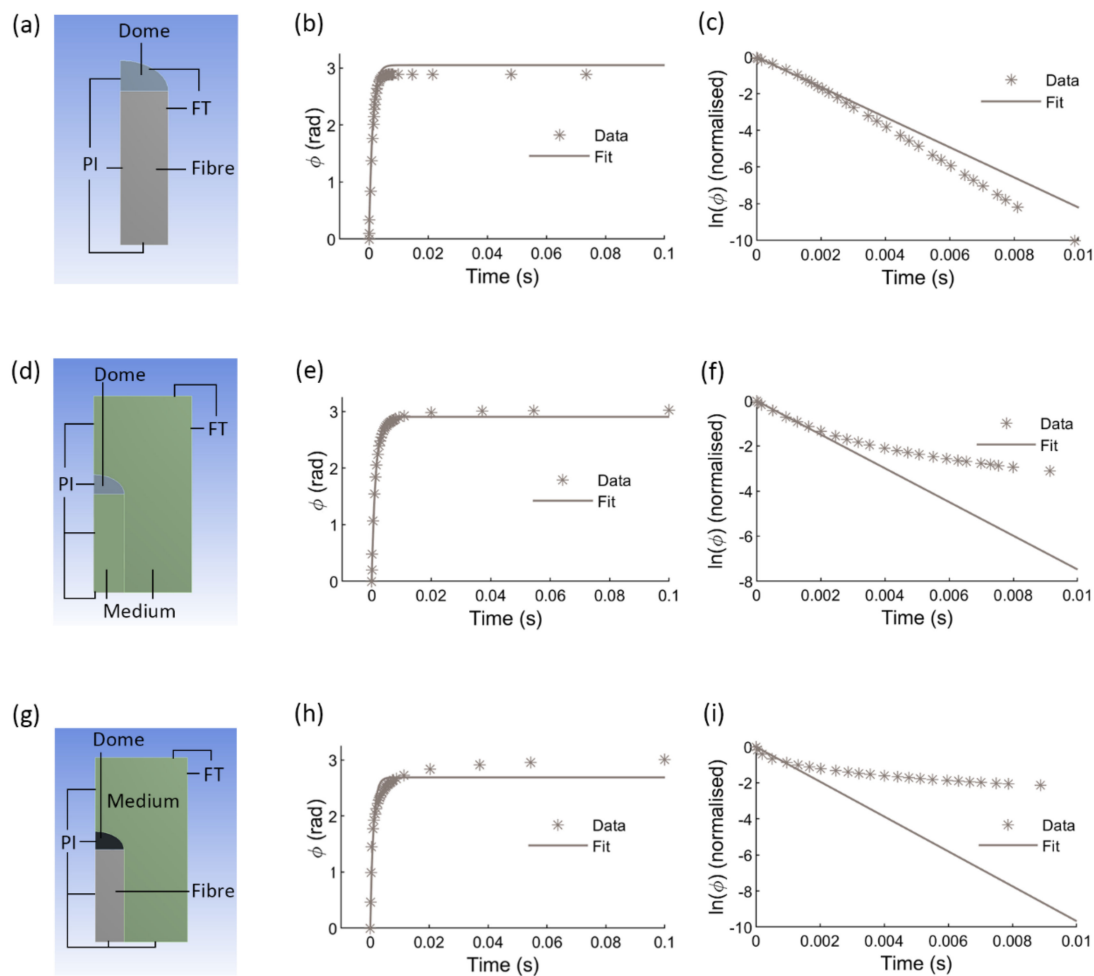 (a)
Dome
FT
PI
Fibre
(b)
3
2
1
0
ϕ (rad)
Data
Fit
0 0.02 0.04 0.06 0.08 0.1
Time (s)
(c)
0
-2
-4
-6
-8
-10
ln(ϕ) (normalised)
Data
Fit
0 0.002 0.004 0.006 0.008 0.01
Time (s)
(d)
Dome
FT
PI
Medium
(e)
3
2
1
0
ϕ (rad)
Data
Fit
0 0.02 0.04 0.06 0.08 0.1
Time (s)
(f)
0
-2
-4
-6
-8
ln(ϕ) (normalised)
Data
Fit
0 0.002 0.004 0.006 0.008 0.01
Time (s)
(g)
Dome
FT
Medium
PI
Fibre
(h)
3
2
1
0
ϕ (rad)
Data
Fit
0 0.02 0.04 0.06 0.08 0.1
Time (s)
(i)
0
-2
-4
-6
-8
-10
ln(ϕ) (normalised)
Data
Fit
0 0.002 0.004 0.006 0.008 0.01
Time (s)